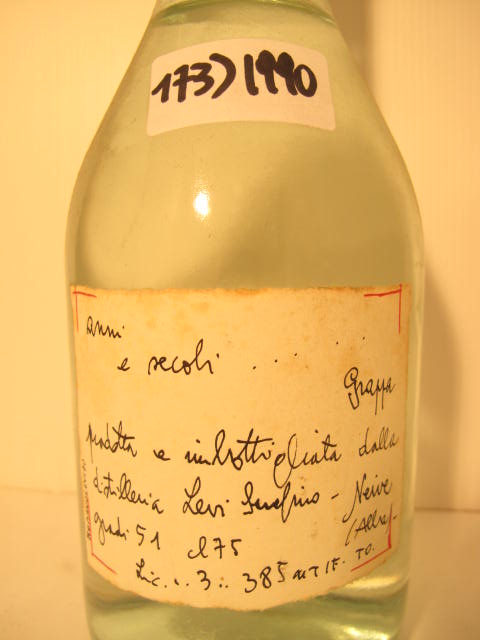 173) 1990
anni
e secoli ... ...
Grappa
prodotta e imbottigliata dalla
distilleria Levi Serafino - Neive
gradi 51 cl 75 (Alba)-
Lic. .. 3 .. 385 UTIF. TO.